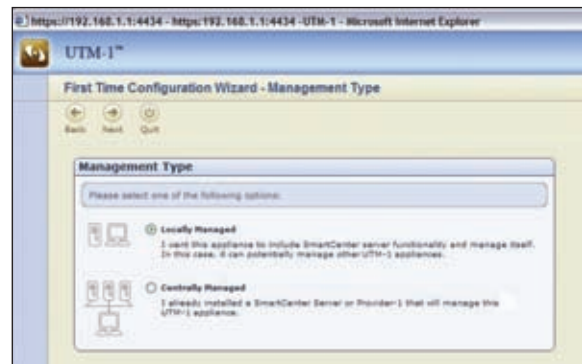 https://192.168.1.1:4434 - https:192.168.1.1:4434 -UTM-1 - Microsoft Internet Explorer
UTM-1™
First Time Configuration Wizard - Management Type
Back Next Quit
Management Type
Please select one of the following options:
Locally Managed
I want this appliance to include SmartCenter server functionality and manage itself.
In this case, it can potentially manage other UTM-1 appliances.
Centrally Managed
I already installed a SmartCenter Server or Provider-1 that will manage this
UTM-1 appliance.